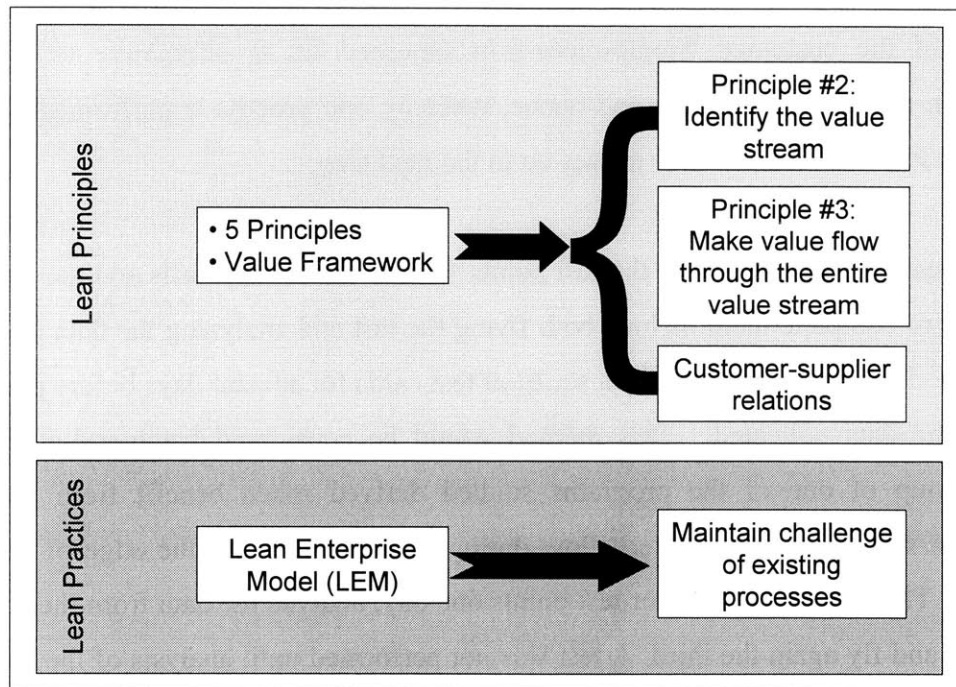 Lean Principles
• 5 Principles
• Value Framework
Principle #2:
Identify the value
stream
Principle #3:
Make value flow
through the entire
value stream
Customer-supplier
relations
Lean Practices
Lean Enterprise
Model (LEM)
Maintain challenge
of existing
processes